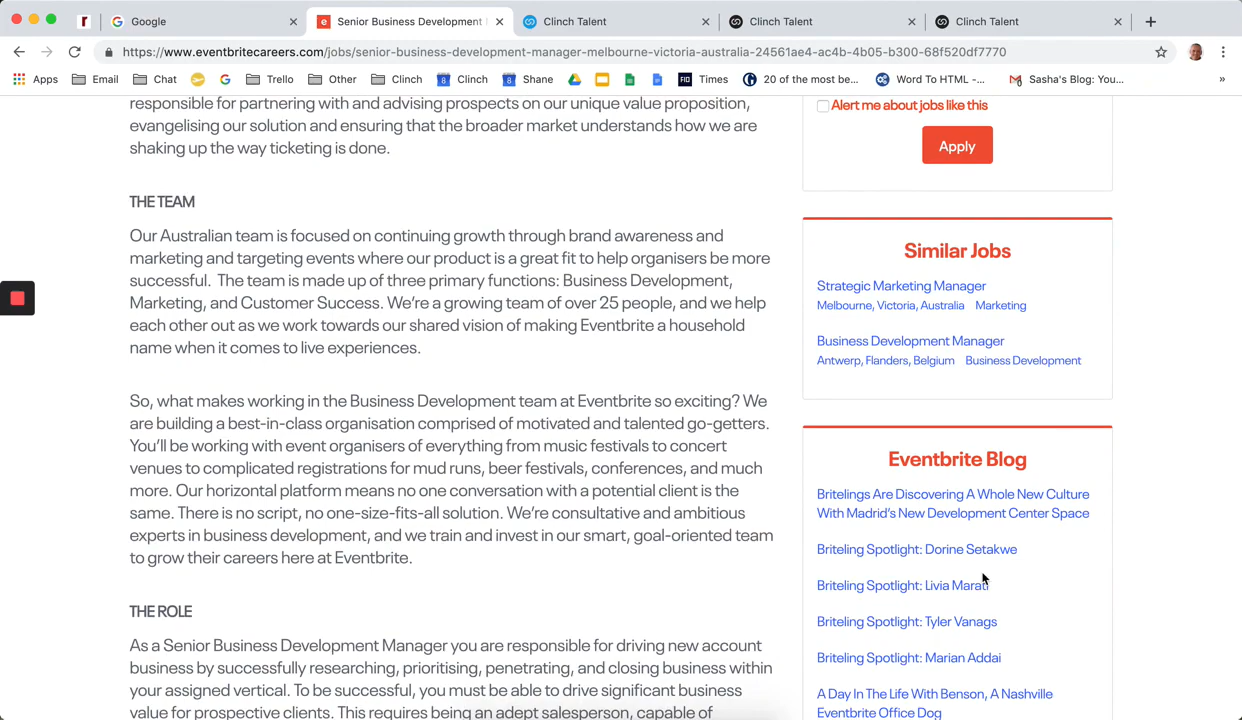 Google
Senior Business Development
Clinch Talent
Clinch Talent
Clinch Talent
https://www.eventbritecareers.com/jobs/senior-business-development-manager-melbourne-victoria-australia-24561ae4-ac4b-4b05-b300-68f520df7770
Apps Email Chat Trello Other Clinch Clinch Shane Times 20 of the most be... Word To HTML -... Sasha's Blog: You... »
responsible for partnering with and advising prospects on our unique value proposition,
evangelising our solution and ensuring that the broader market understands how we are
shaking up the way ticketing is done.
THE TEAM
Our Australian team is focused on continuing growth through brand awareness and
marketing and targeting events where our product is a great fit to help organisers be more
successful. The team is made up of three primary functions: Business Development,
Marketing, and Customer Success. We're a growing team of over 25 people, and we help
each other out as we work towards our shared vision of making Eventbrite a household
name when it comes to live experiences.
So, what makes working in the Business Development team at Eventbrite so exciting? We
are building a best-in-class organisation comprised of motivated and talented go-getters.
You'll be working with event organisers of everything from music festivals to concert
venues to complicated registrations for mud runs, beer festivals, conferences, and much
more. Our horizontal platform means no one conversation with a potential client is the
same. There is no script, no one-size-fits-all solution. We're consultative and ambitious
experts in business development, and we train and invest in our smart, goal-oriented team
to grow their careers here at Eventbrite.
THE ROLE
As a Senior Business Development Manager you are responsible for driving new account
business by successfully researching, prioritising, penetrating, and closing business within
your assigned vertical. To be successful, you must be able to drive significant business
value for prospective clients. This requires being an adept salesperson, capable of
Alert me about jobs like this
Apply
Similar Jobs
Strategic Marketing Manager
Melbourne, Victoria, Australia Marketing
Business Development Manager
Antwerp, Flanders, Belgium Business Development
Eventbrite Blog
Britelings Are Discovering A Whole New Culture
With Madrid's New Development Center Space
Briteling Spotlight: Dorine Setakwe
Briteling Spotlight: Livia Marati
Briteling Spotlight: Tyler Vanags
Briteling Spotlight: Marian Addai
A Day In The Life With Benson, A Nashville
Eventbrite Office Dog